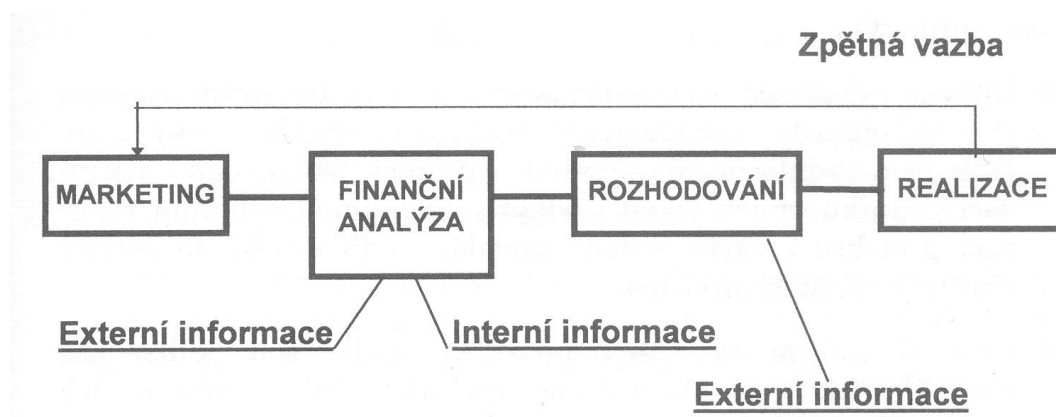 Zpětná vazba
MARKETING
FINANČNÍ
ANALÝZA
ROZHODOVÁNÍ
REALIZACE
Externí informace
Interní informace
Externí informace